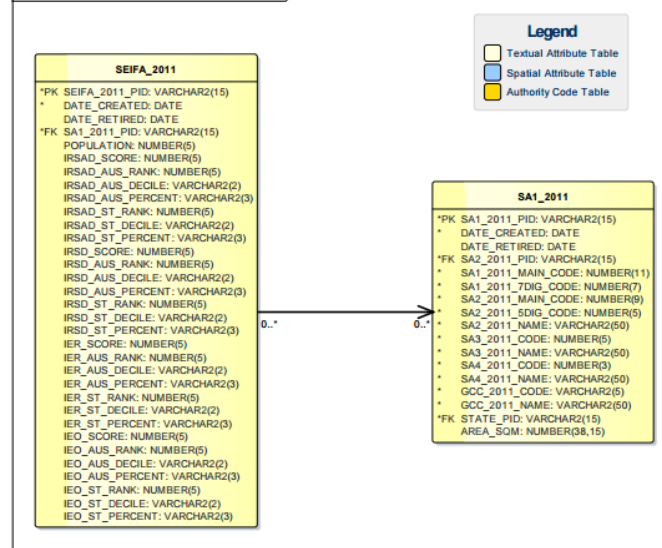 Legend
Textual Attribute Table
Spatial Attribute Table
Authority Code Table
SEIFA_2011
*PK SEIFA_2011_PID: VARCHAR2(15)
* DATE_CREATED: DATE
DATE_RETIRED: DATE
*FK SA1_2011_PID: VARCHAR2(15)
POPULATION: NUMBER(5)
IRSAD_SCORE: NUMBER(5)
IRSAD_AUS_RANK: NUMBER(5)
IRSAD_AUS_DECILE: VARCHAR2(2)
IRSAD_AUS_PERCENT: VARCHAR2(3)
IRSAD_ST_RANK: NUMBER(5)
IRSAD_ST_DECILE: VARCHAR2(2)
IRSAD_ST_PERCENT: VARCHAR2(3)
IRSD_SCORE: NUMBER(5)
IRSD_AUS_RANK: NUMBER(5)
IRSD_AUS_DECILE: VARCHAR2(2)
IRSD_AUS_PERCENT: VARCHAR2(3)
IRSD_ST_RANK: NUMBER(5)
IRSD_ST_DECILE: VARCHAR2(2)
IRSD_ST_PERCENT: VARCHAR2(3)
IER_SCORE: NUMBER(5)
IER_AUS_RANK: NUMBER(5)
IER_AUS_DECILE: VARCHAR2(2)
IER_AUS_PERCENT: VARCHAR2(3)
IER_ST_RANK: NUMBER(5)
IER_ST_DECILE: VARCHAR2(2)
IER_ST_PERCENT: VARCHAR2(3)
IEO_SCORE: NUMBER(5)
IEO_AUS_RANK: NUMBER(5)
IEO_AUS_DECILE: VARCHAR2(2)
IEO_AUS_PERCENT: VARCHAR2(3)
IEO_ST_RANK: NUMBER(5)
IEO_ST_DECILE: VARCHAR2(2)
IEO_ST_PERCENT: VARCHAR2(3)
0..*
0..*
SA1_2011
*PK SA1_2011_PID: VARCHAR2(15)
* DATE_CREATED: DATE
DATE_RETIRED: DATE
*FK SA2_2011_PID: VARCHAR2(15)
* SA1_2011_MAIN_CODE: NUMBER(11)
* SA1_2011_7DIG_CODE: NUMBER(7)
* SA2_2011_MAIN_CODE: NUMBER(9)
* SA2_2011_5DIG_CODE: NUMBER(5)
* SA2_2011_NAME: VARCHAR2(50)
* SA3_2011_CODE: NUMBER(5)
* SA3_2011_NAME: VARCHAR2(50)
* SA4_2011_CODE: NUMBER(3)
* SA4_2011_NAME: VARCHAR2(50)
* GCC_2011_CODE: VARCHAR2(5)
* GCC_2011_NAME: VARCHAR2(50)
*FK STATE_PID: VARCHAR2(15)
AREA_SQM: NUMBER(38,15)